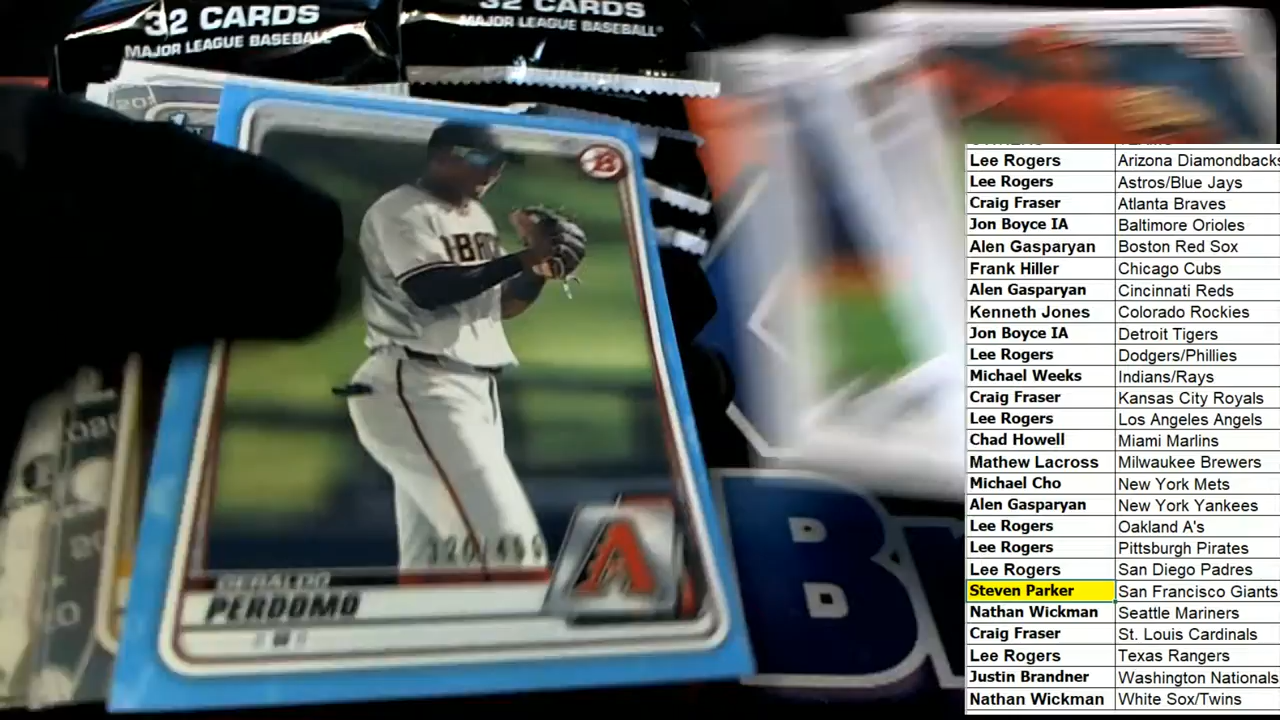 32 CARDS
MAJOR LEAGUE BASEBALL
32 CARDS
MAJOR LEAGUE BASEBALL
PERDOMO
Lee Rogers Arizona Diamondbacks
Lee Rogers Astros/Blue Jays
Craig Fraser Atlanta Braves
Jon Boyce IA Baltimore Orioles
Alen Gasparyan Boston Red Sox
Frank Hiller Chicago Cubs
Alen Gasparyan Cincinnati Reds
Kenneth Jones Colorado Rockies
Jon Boyce IA Detroit Tigers
Lee Rogers Dodgers/Phillies
Michael Weeks Indians/Rays
Craig Fraser Kansas City Royals
Lee Rogers Los Angeles Angels
Chad Howell Miami Marlins
Mathew Lacross Milwaukee Brewers
Michael Cho New York Mets
Alen Gasparyan New York Yankees
Lee Rogers Oakland A's
Lee Rogers Pittsburgh Pirates
Lee Rogers San Diego Padres
Steven Parker San Francisco Giants
Nathan Wickman Seattle Mariners
Craig Fraser St. Louis Cardinals
Lee Rogers Texas Rangers
Justin Brandner Washington Nationals
Nathan Wickman White Sox/Twins